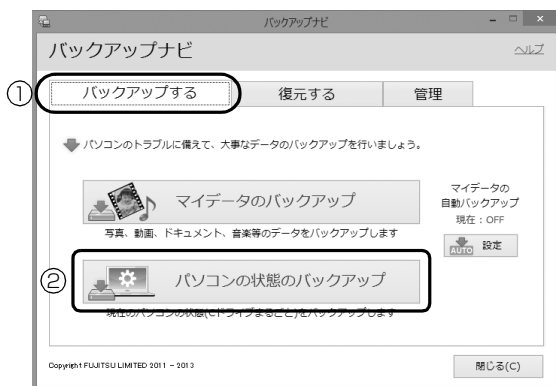 バックアップナビ
バックアップナビ
ヘルプ
① バックアップする 復元する 管理
パソコンのトラブルに備えて、大事なデータのバックアップを行いましょう。
マイデータのバックアップ
写真、動画、ドキュメント、音楽等のデータをバックアップします
マイデータの
自動バックアップ
現在：OFF
AUTO 設定
② パソコンの状態のバックアップ
現在のパソコンの状態(Cドライブまるごと)をバックアップします
Copyright FUJITSU LIMITED 2011 - 2013
閉じる(C)